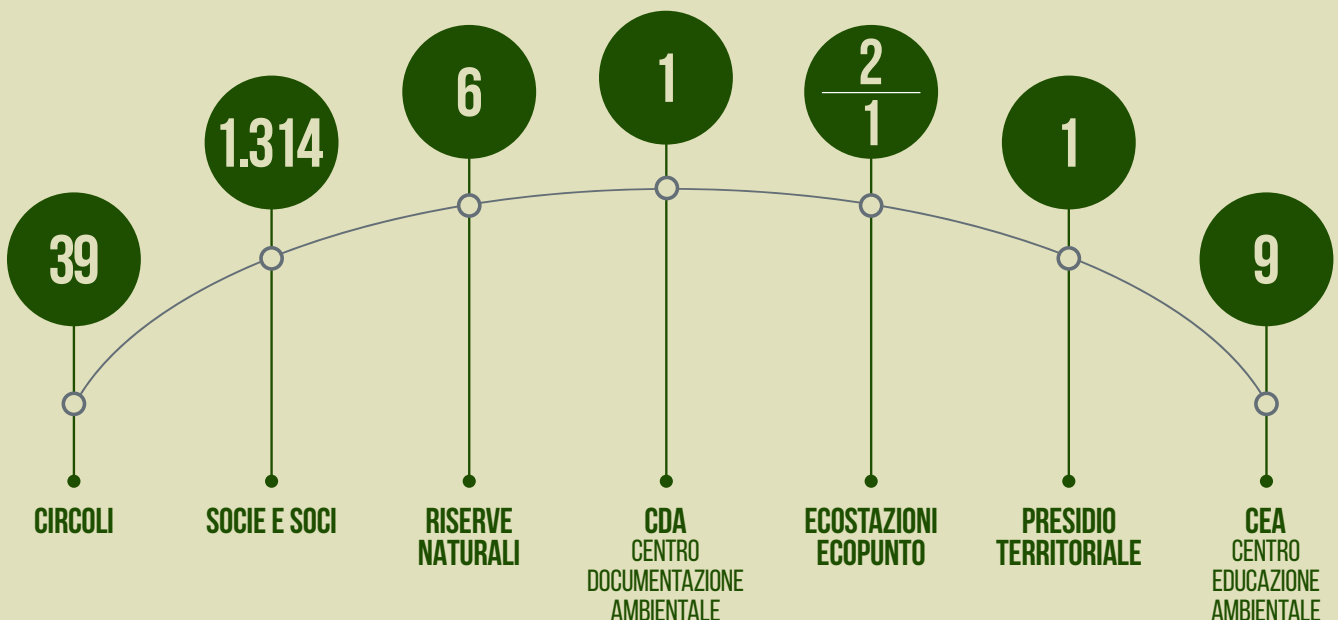 39
CIRCOLI
1.314
SOCIE E SOCI
6
RISERVE
NATURALI
1
CDA
CENTRO
DOCUMENTAZIONE
AMBIENTALE
2
1
ECOSTAZIONI
ECOPUNTO
1
PRESIDIO
TERRITORIALE
9
CEA
CENTRO
EDUCAZIONE
AMBIENTALE